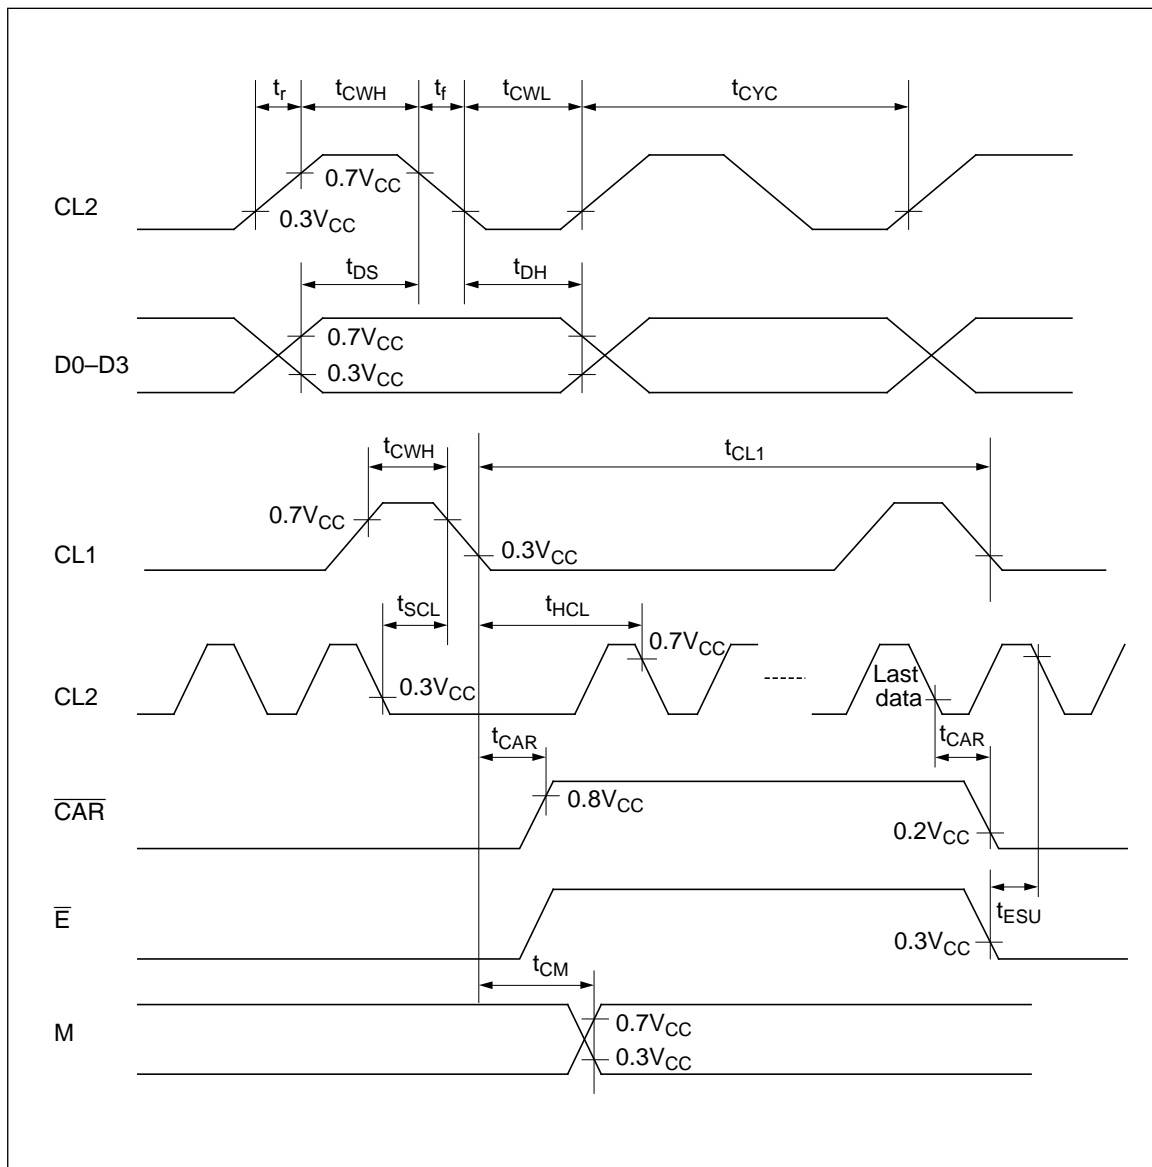 tr tCWH tf tCWL tCYC
0.7VCC
CL2
0.3VCC
tDS tDH
0.7VCC
D0–D3
0.3VCC
tCWH tCL1
0.7VCC
CL1 0.3VCC
tSCL tHCL
0.7VCC
Last
CL2 0.3VCC data
tCAR tCAR
CAR 0.8VCC
0.2VCC
E tESU
0.3VCC
tCM
M 0.7VCC
0.3VCC